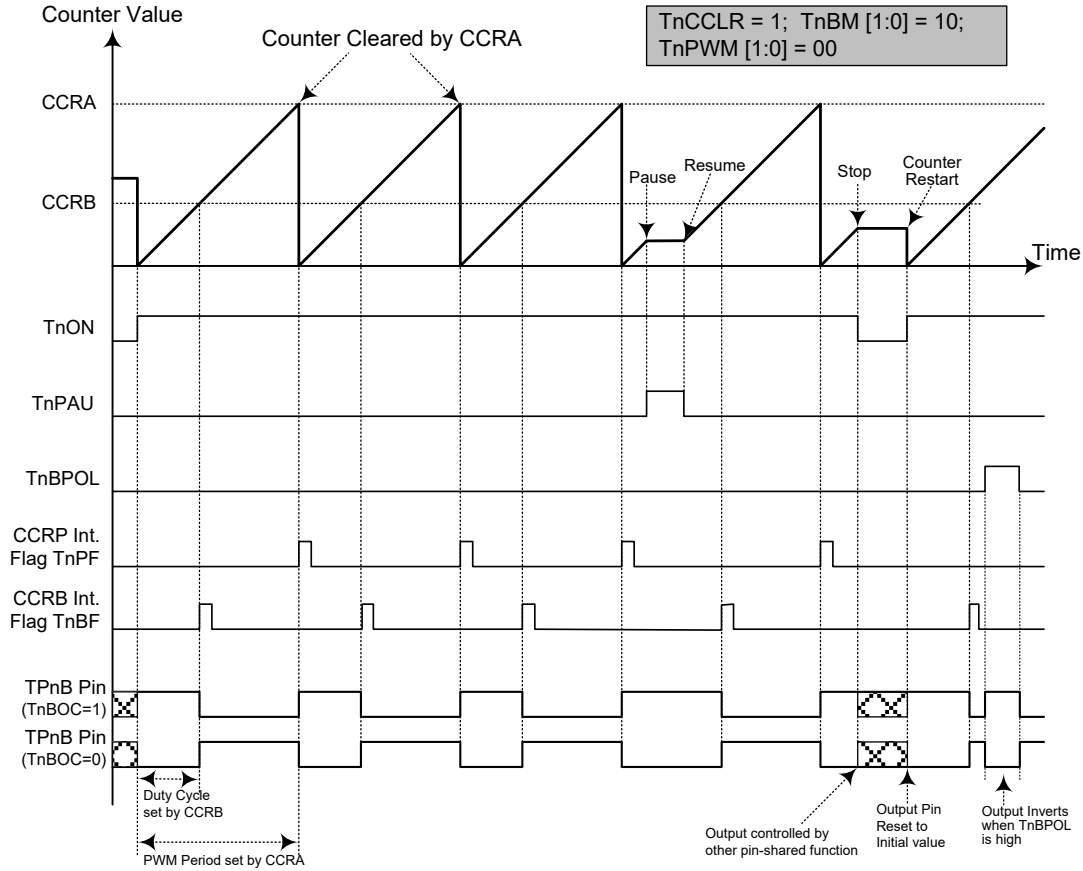 Counter Value
TnCCLR = 1; TnBM [1:0] = 10;
TnPWM [1:0] = 00
Counter Cleared by CCRA
CCRA
Pause
Resume
Stop
Counter
Restart
CCRB
Time
TnON
TnPAU
TnBPOL
CCRP Int.
Flag TnPF
CCRB Int.
Flag TnBF
TPnB Pin
(TnBOC=1)
TPnB Pin
(TnBOC=0)
Duty Cycle
set by CCRB
PWM Period set by CCRA
Output controlled by
other pin-shared function
Output Pin
Reset to
Initial value
Output Inverts
when TnBPOL
is high